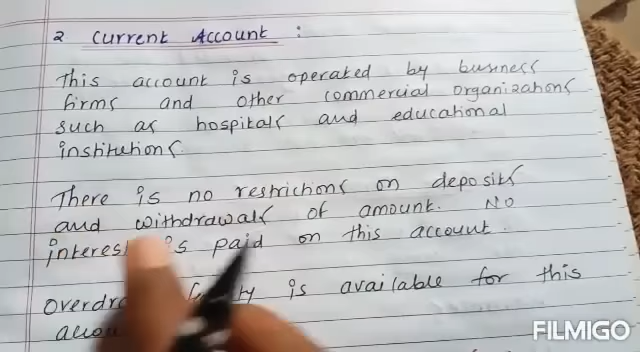 2 Current Account :
This account is operated by business
firms and other commercial organizations
such as hospitals and educational
institutions.
There is no restrictions on deposits
and withdrawals of amount. No
interest is paid on this account.
is available for this
FILMIGO